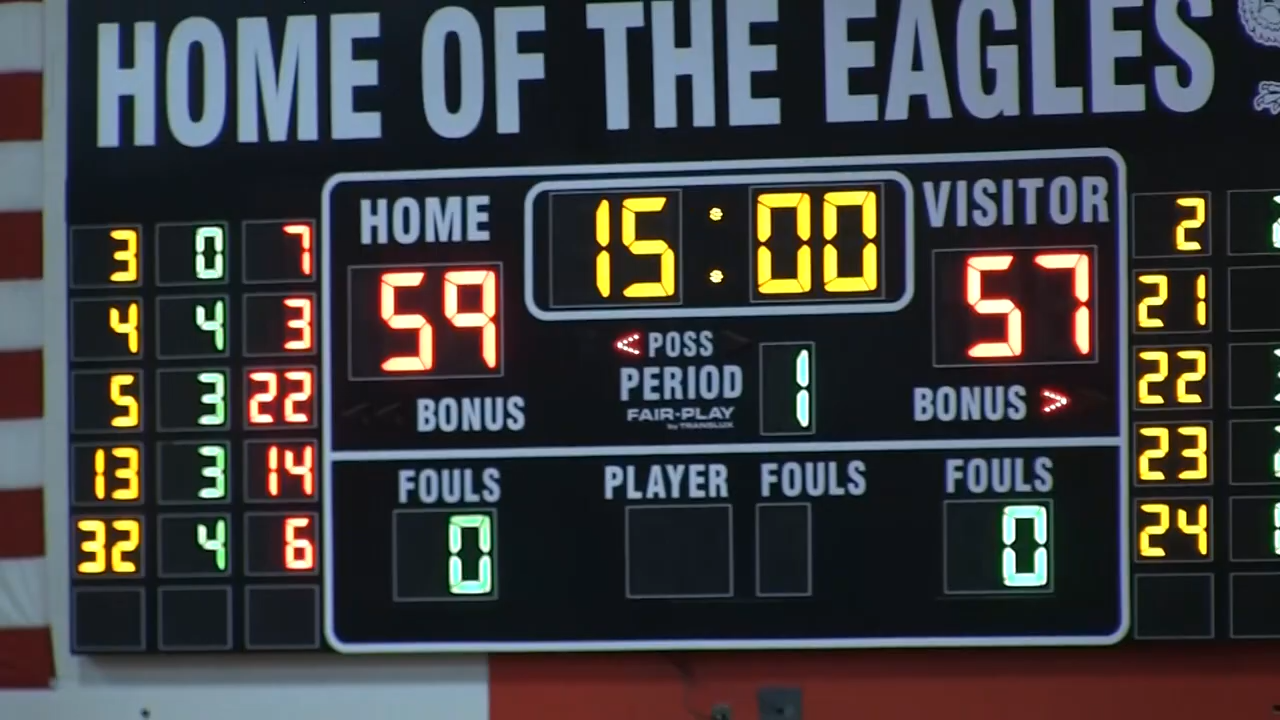 HOME OF THE EAGLES
HOME 15:00 VISITOR
59 57
< POSS
PERIOD 1
FAIR-PLAY
by TRANSLUX
BONUS BONUS >
FOULS PLAYER FOULS FOULS
0 0
3 0 7
4 4 3
5 3 22
13 3 14
32 4 6
2
21
22
23
24